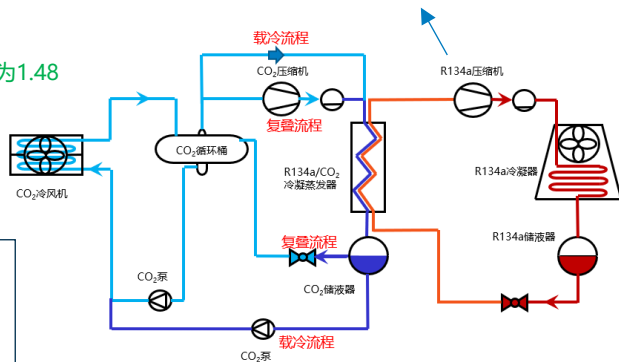 载冷流程
为1.48
CO₂压缩机
R134a压缩机
复叠流程
CO₂循环桶
R134a/CO₂
冷凝蒸发器
R134a冷凝器
CO₂冷风机
复叠流程
R134a储液器
CO₂泵
CO₂储液器
载冷流程
CO₂泵